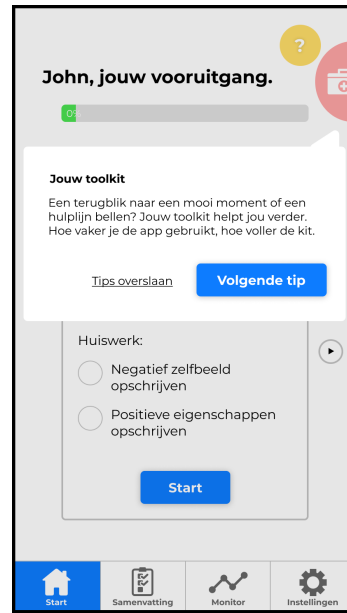 ?
John, jouw vooruitgang.
0%
Jouw toolkit
Een terugblik naar een mooi moment of een
hulplijn bellen? Jouw toolkit helpt jou verder.
Hoe vaker je de app gebruikt, hoe voller de kit.
Tips overslaan
Volgende tip
Huiswerk:
Negatief zelfbeeld
opschrijven
Positieve eigenschappen
opschrijven
Start
Start
Samenvatting
Monitor
Instellingen